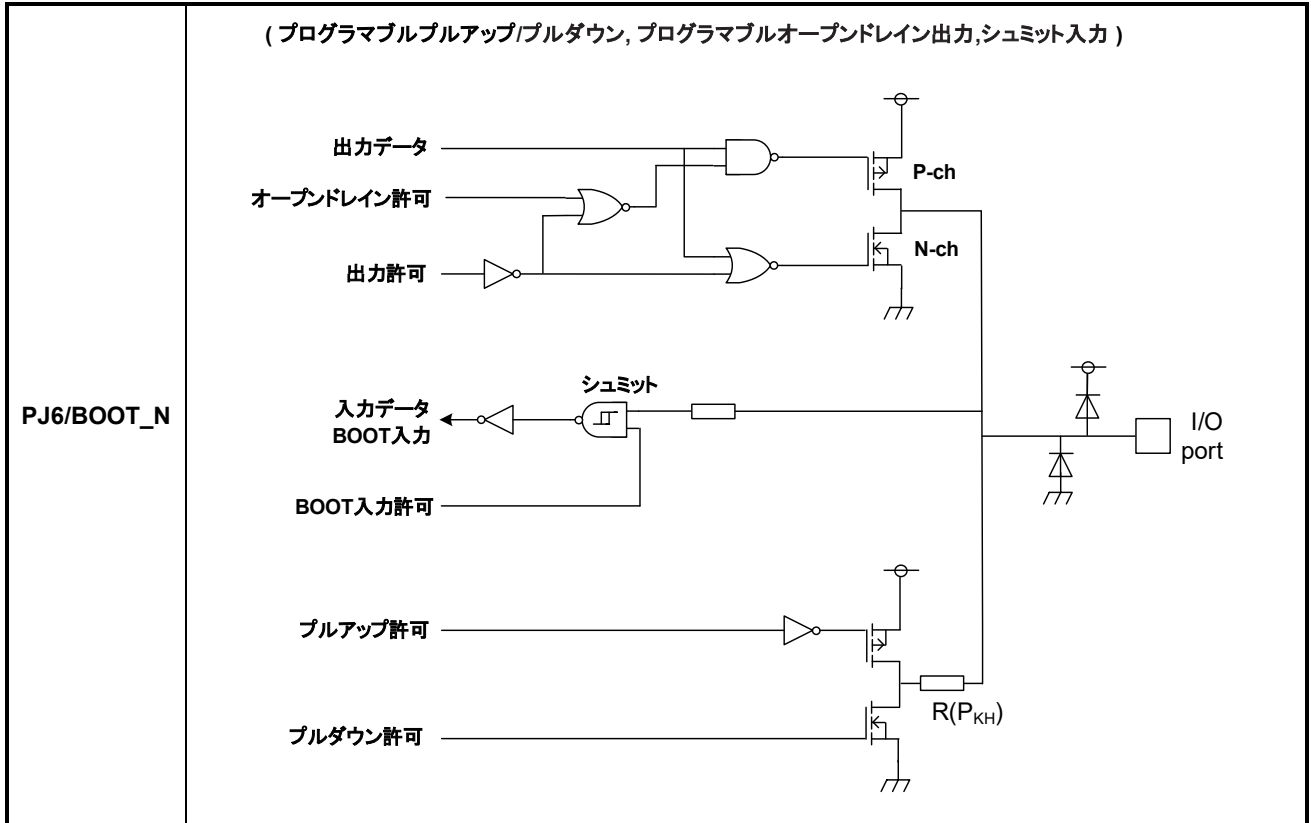 ( プログラマブルプルアップ/プルダウン, プログラマブルオープンドレイン出力,シュミット入力 )
出力データ
P-ch
オープンドレイン許可
N-ch
出力許可
シュミット
PJ6/BOOT_N
入力データ
BOOT入力
I/O
port
BOOT入力許可
プルアップ許可
R(PKH)
プルダウン許可